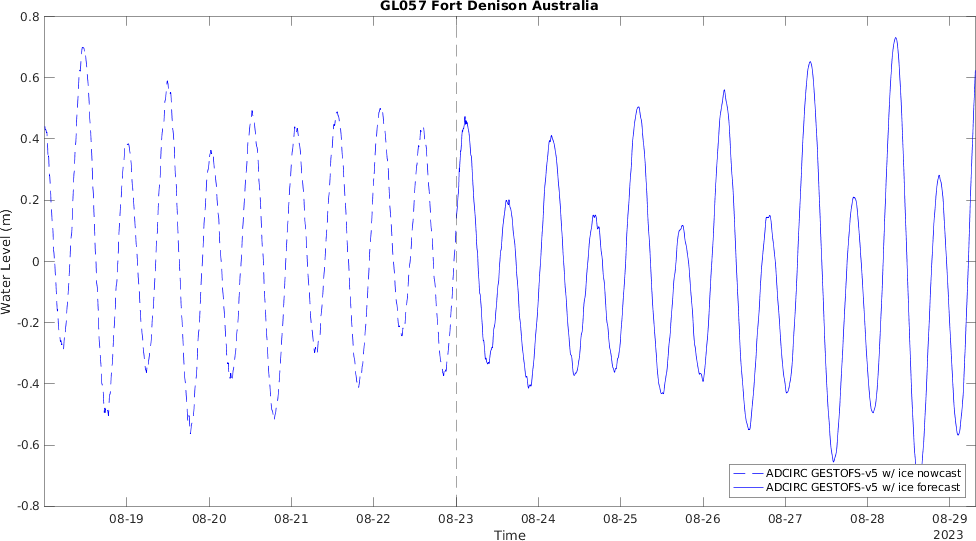 GL057 Fort Denison Australia
0.8
0.6
0.4
0.2
0
-0.2
-0.4
-0.6
-0.8
Water Level (m)
ADCIRC GESTOFS-v5 w/ ice nowcast
ADCIRC GESTOFS-v5 w/ ice forecast
08-19 08-20 08-21 08-22 08-23 08-24 08-25 08-26 08-27 08-28 08-29
Time
2023